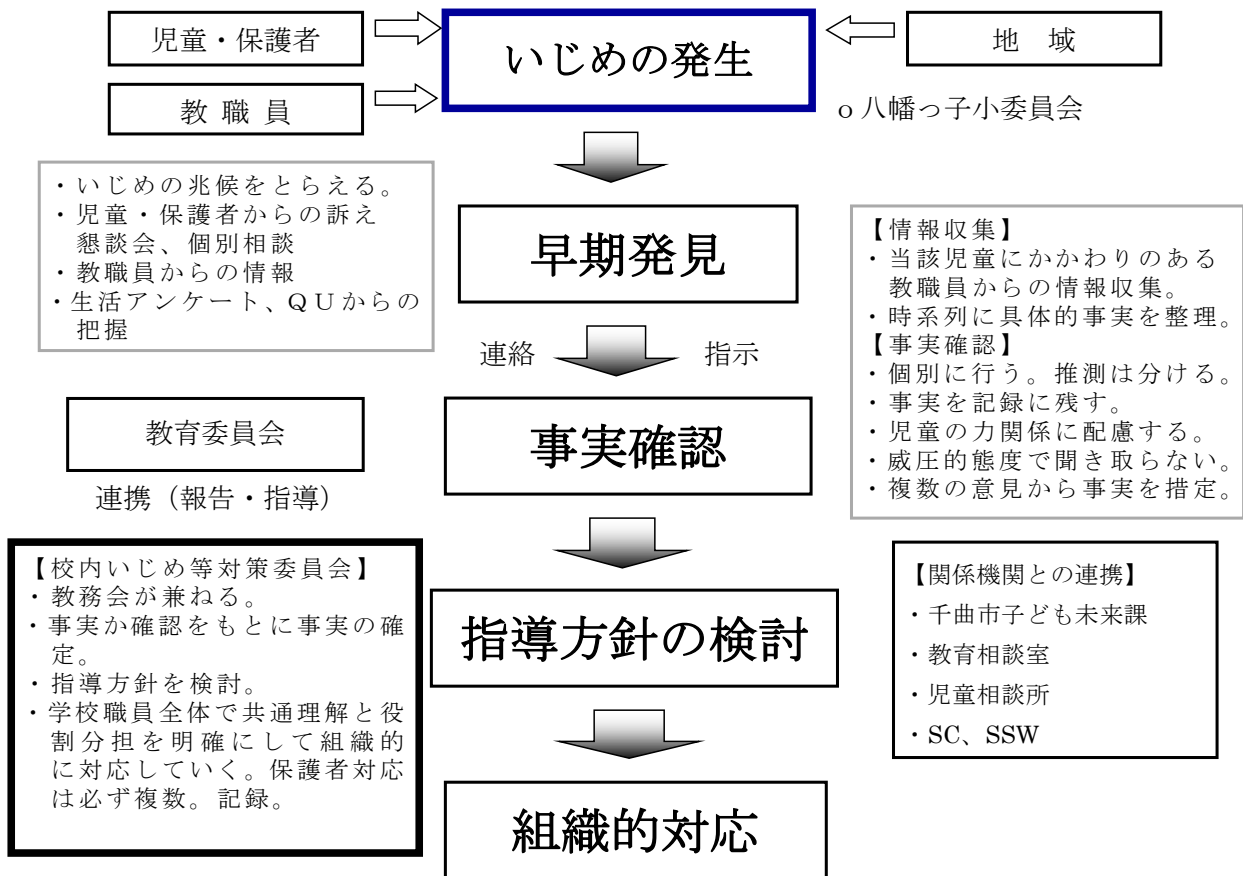 児童・保護者
いじめの発生
地　域
教 職 員
o 八幡っ子小委員会
・いじめの兆候をとらえる。
・児童・保護者からの訴え
懇談会、個別相談
・教職員からの情報
・生活アンケート、ＱＵからの
把握
早期発見
【情報収集】
・当該児童にかかわりのある
教職員からの情報収集。
・時系列に具体的事実を整理。
【事実確認】
・個別に行う。推測は分ける。
・事実を記録に残す。
・児童の力関係に配慮する。
・威圧的態度で聞き取らない。
・複数の意見から事実を措定。
連絡
指示
教育委員会
連携（報告・指導）
事実確認
【校内いじめ等対策委員会】
・教務会が兼ねる。
・事実か確認をもとに事実の確
定。
・指導方針を検討。
・学校職員全体で共通理解と役
割分担を明確にして組織的
に対応していく。保護者対応
は必ず複数。記録。
指導方針の検討
【関係機関との連携】
・千曲市子ども未来課
・教育相談室
・児童相談所
・SC、SSW
組織的対応